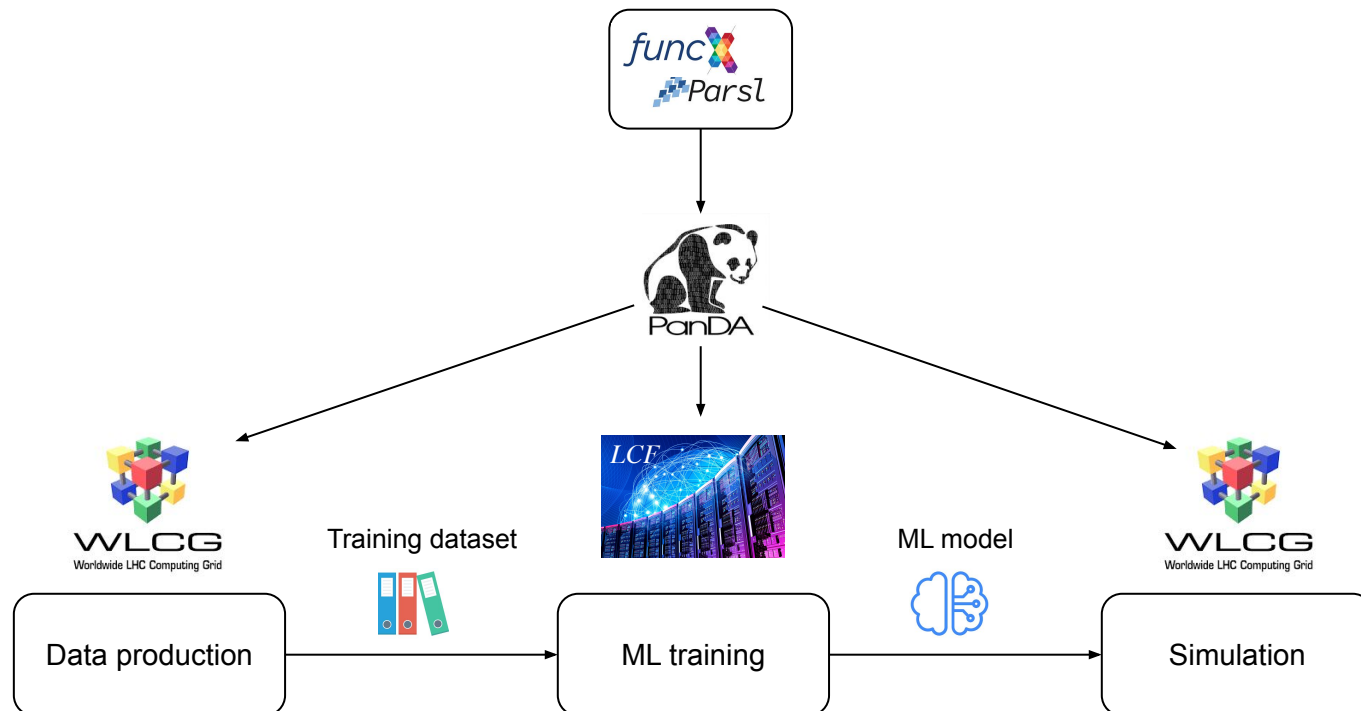 funcX
Parsl
PanDA
LCF
WLCG
Worldwide LHC Computing Grid
Training dataset
ML model
WLCG
Worldwide LHC Computing Grid
Data production
ML training
Simulation